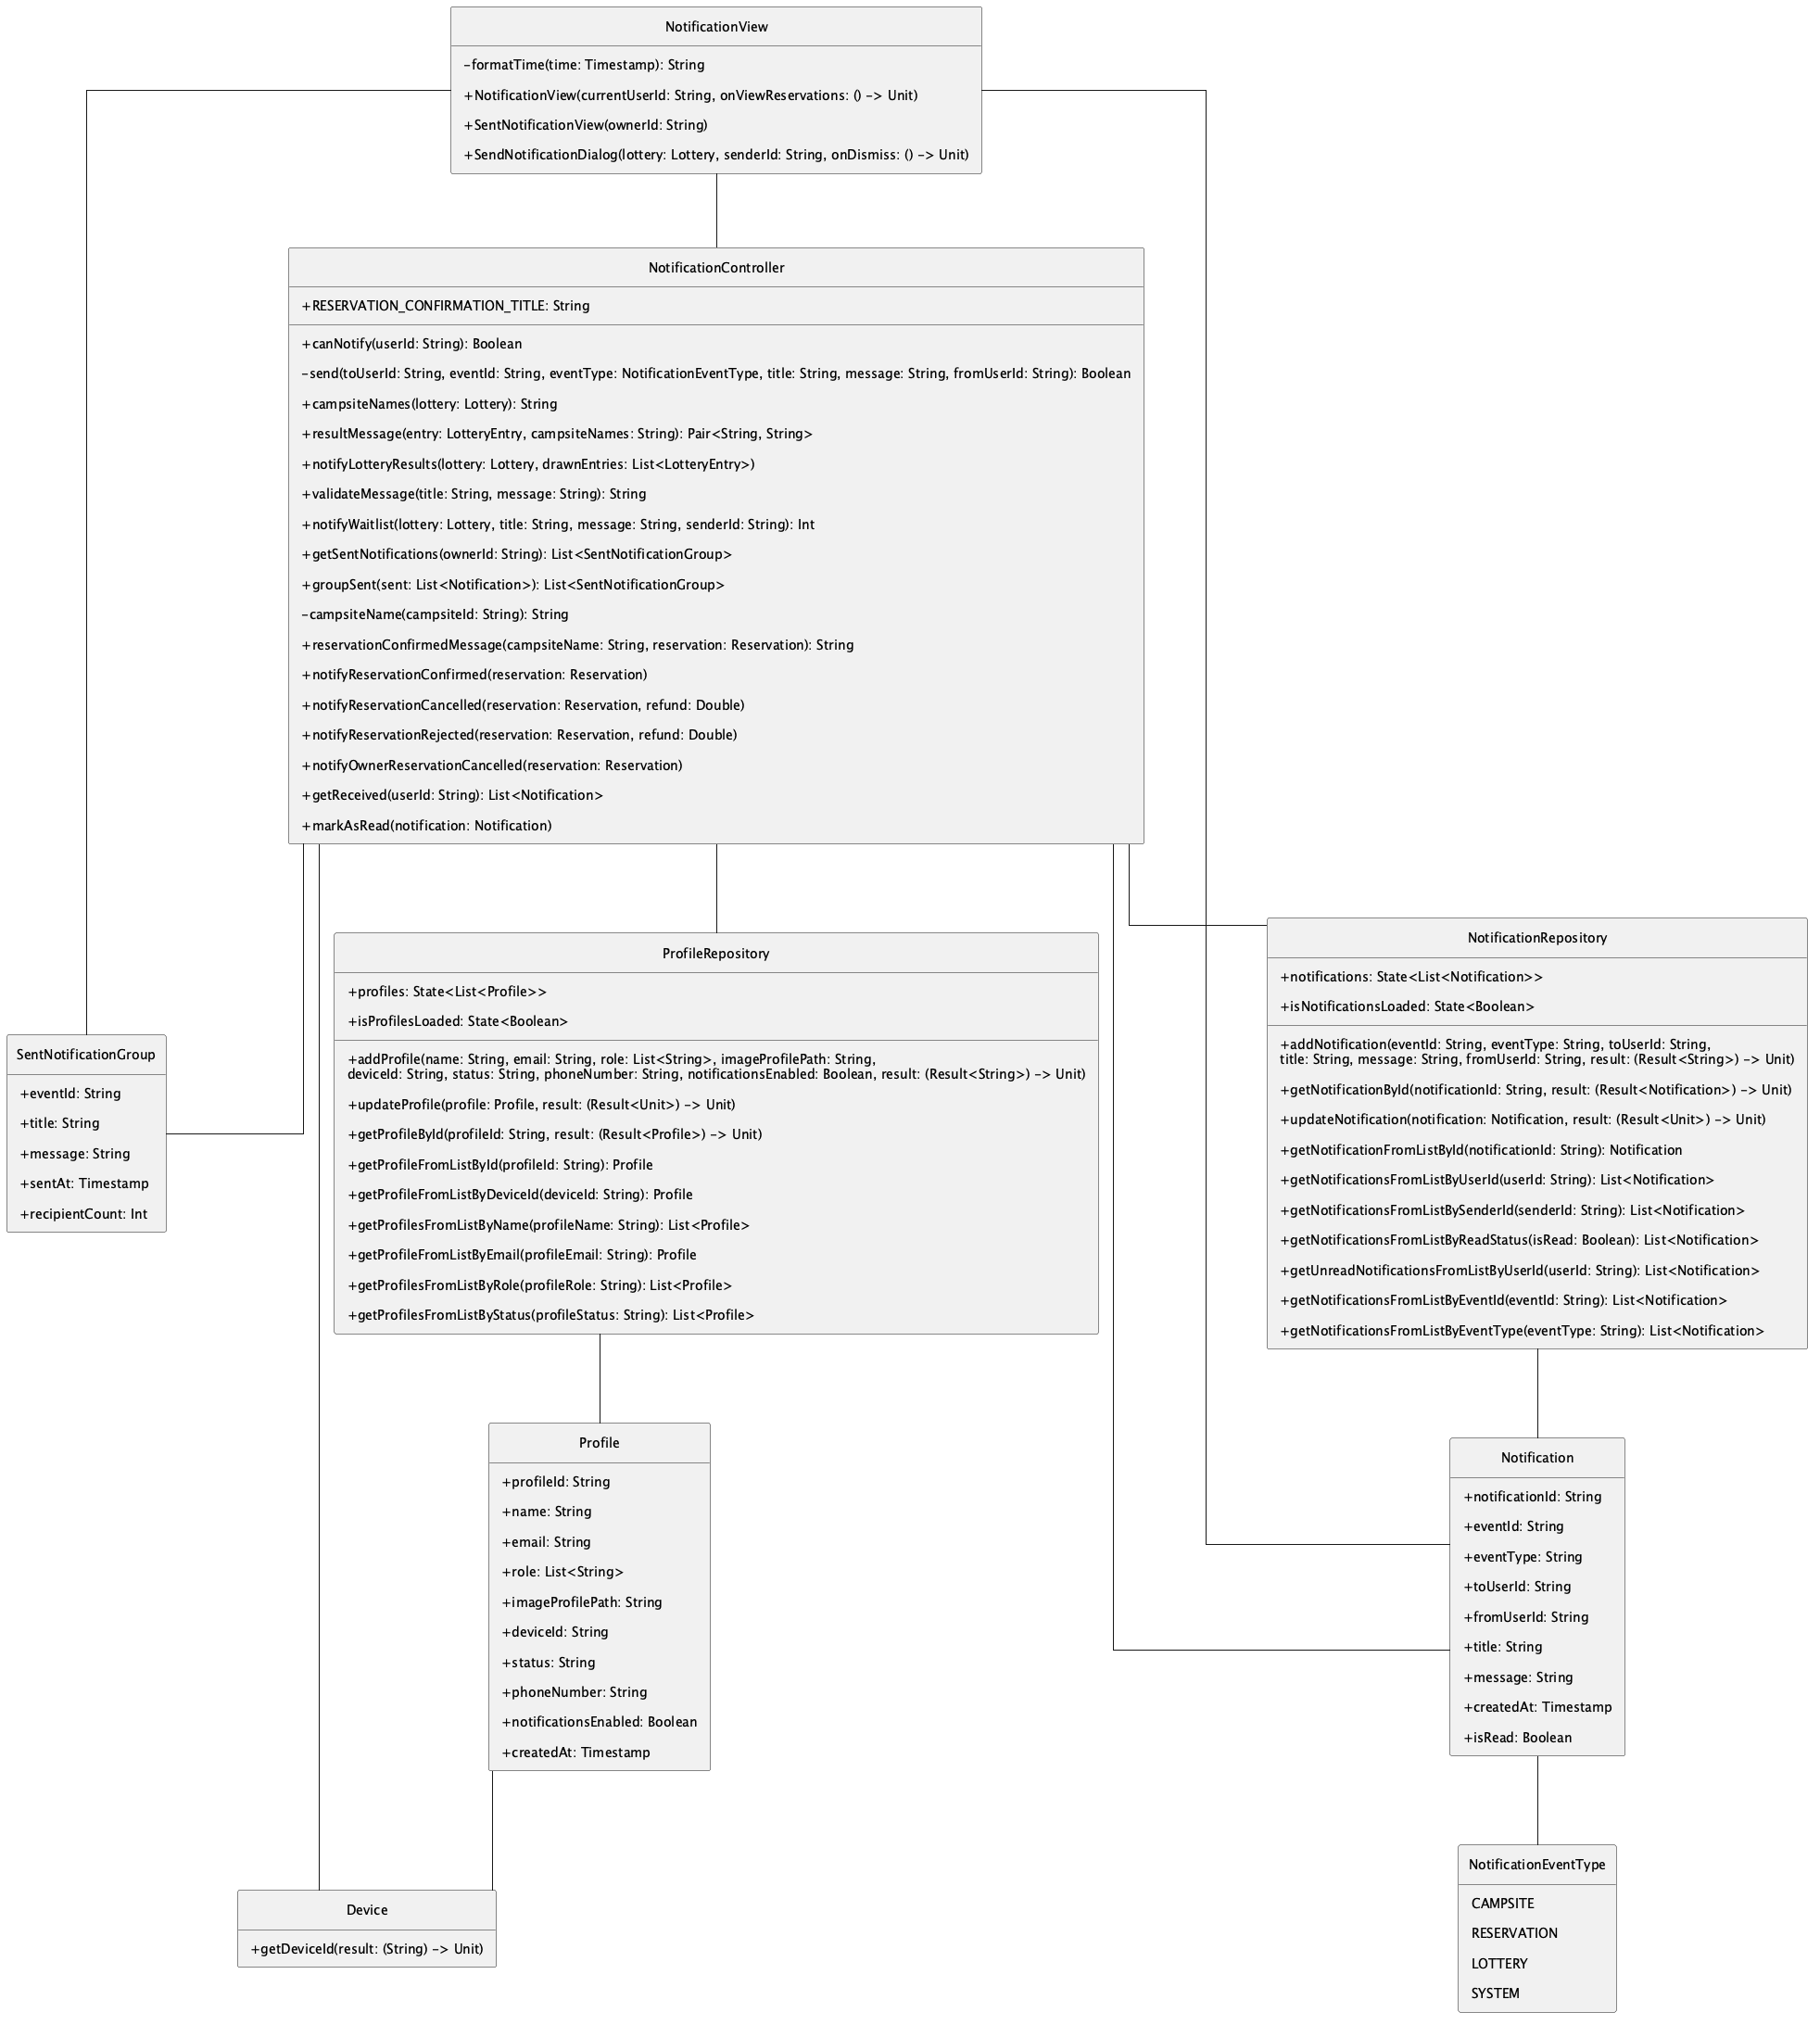 NotificationView
-formatTime(time: Timestamp): String
+NotificationView(currentUserId: String, onViewReservations: () -> Unit)
+SentNotificationView(ownerId: String)
+SendNotificationDialog(lottery: Lottery, senderId: String, onDismiss: () -> Unit)
NotificationController
+RESERVATION_CONFIRMATION_TITLE: String
+canNotify(userId: String): Boolean
-send(toUserId: String, eventId: String, eventType: NotificationEventType, title: String, message: String, fromUserId: String): Boolean
+campsiteNames(lottery: Lottery): String
+resultMessage(entry: LotteryEntry, campsiteNames: String): Pair<String, String>
+notifyLotteryResults(lottery: Lottery, drawnEntries: List<LotteryEntry>)
+validateMessage(title: String, message: String): String
+notifyWaitlist(lottery: Lottery, title: String, message: String, senderId: String): Int
+getSentNotifications(ownerId: String): List<SentNotificationGroup>
+groupSent(sent: List<Notification>): List<SentNotificationGroup>
-campsiteName(campsiteId: String): String
+reservationConfirmedMessage(campsiteName: String, reservation: Reservation): String
+notifyReservationConfirmed(reservation: Reservation)
+notifyReservationCancelled(reservation: Reservation, refund: Double)
+notifyReservationRejected(reservation: Reservation, refund: Double)
+notifyOwnerReservationCancelled(reservation: Reservation)
+getReceived(userId: String): List<Notification>
+markAsRead(notification: Notification)
ProfileRepository
+profiles: State<List<Profile>>
+isProfilesLoaded: State<Boolean>
+addProfile(name: String, email: String, role: List<String>, imageProfilePath: String,
deviceId: String, status: String, phoneNumber: String, notificationsEnabled: Boolean, result: (Result<String>) -> Unit)
+updateProfile(profile: Profile, result: (Result<Unit>) -> Unit)
+getProfileById(profileId: String, result: (Result<Profile>) -> Unit)
+getProfileFromListById(profileId: String): Profile
+getProfileFromListByDeviceId(deviceId: String): Profile
+getProfilesFromListByName(profileName: String): List<Profile>
+getProfileFromListByEmail(profileEmail: String): Profile
+getProfilesFromListByRole(profileRole: String): List<Profile>
+getProfilesFromListByStatus(profileStatus: String): List<Profile>
NotificationRepository
+notifications: State<List<Notification>>
+isNotificationsLoaded: State<Boolean>
+addNotification(eventId: String, eventType: String, toUserId: String,
title: String, message: String, fromUserId: String, result: (Result<String>) -> Unit)
+getNotificationById(notificationId: String, result: (Result<Notification>) -> Unit)
+updateNotification(notification: Notification, result: (Result<Unit>) -> Unit)
+getNotificationFromListById(notificationId: String): Notification
+getNotificationsFromListByUserId(userId: String): List<Notification>
+getNotificationsFromListBySenderId(senderId: String): List<Notification>
+getNotificationsFromListByReadStatus(isRead: Boolean): List<Notification>
+getUnreadNotificationsFromListByUserId(userId: String): List<Notification>
+getNotificationsFromListByEventId(eventId: String): List<Notification>
+getNotificationsFromListByEventType(eventType: String): List<Notification>
SentNotificationGroup
+eventId: String
+title: String
+message: String
+sentAt: Timestamp
+recipientCount: Int
Profile
+profileId: String
+name: String
+email: String
+role: List<String>
+imageProfilePath: String
+deviceId: String
+status: String
+phoneNumber: String
+notificationsEnabled: Boolean
+createdAt: Timestamp
Notification
+notificationId: String
+eventId: String
+eventType: String
+toUserId: String
+fromUserId: String
+title: String
+message: String
+createdAt: Timestamp
+isRead: Boolean
Device
+getDeviceId(result: (String) -> Unit)
NotificationEventType
CAMPSITE
RESERVATION
LOTTERY
SYSTEM